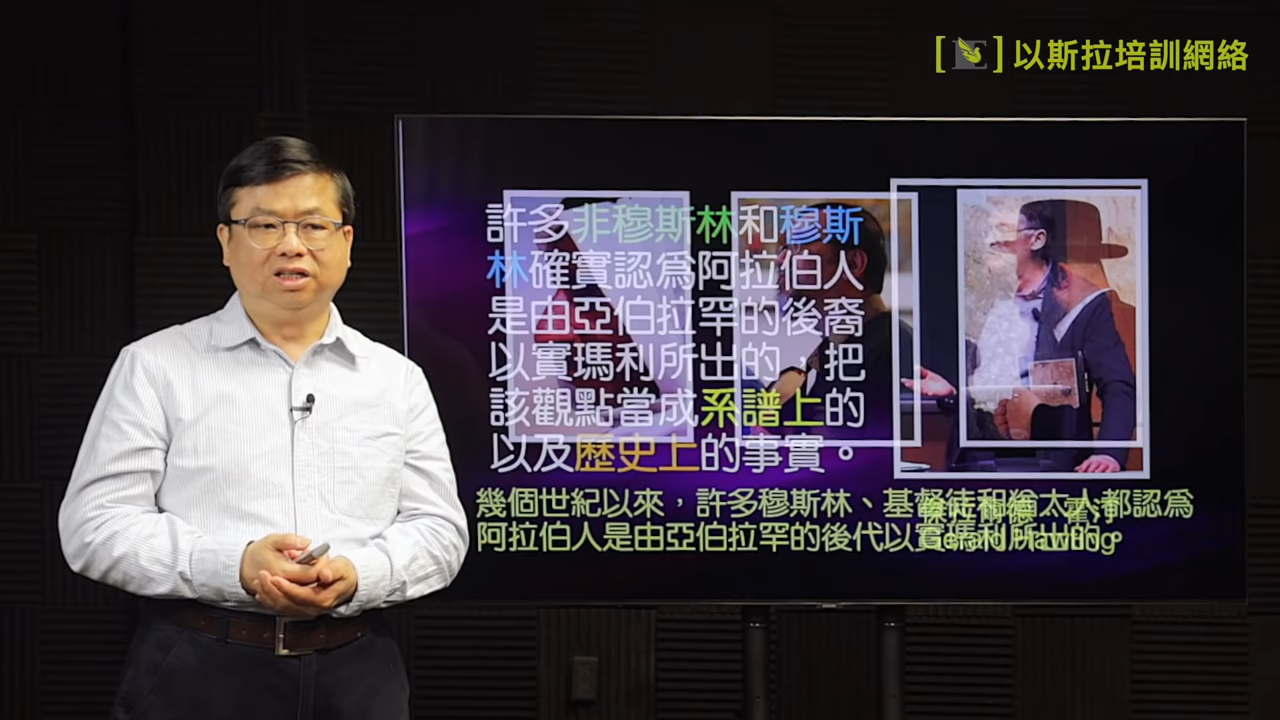 以斯拉培訓網絡
許多非穆斯林和穆斯
林確實認為阿拉伯人
是由亞伯拉罕的後裔
以實瑪利所出的，把
該觀點當成系譜上的
以及歷史上的事實。
幾個世紀以來，許多穆斯林、基督徒和猶太人都認為
阿拉伯人是由亞伯拉罕的後代以實瑪利所出的。